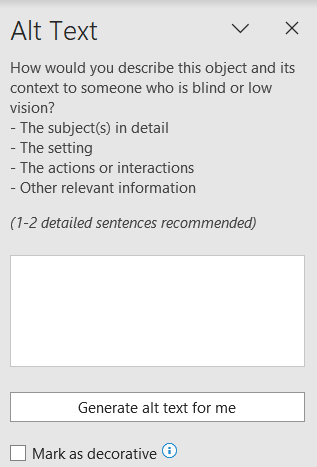 Alt Text
How would you describe this object and its
context to someone who is blind or low
vision?
- The subject(s) in detail
- The setting
- The actions or interactions
- Other relevant information
(1-2 detailed sentences recommended)
Generate alt text for me
Mark as decorative